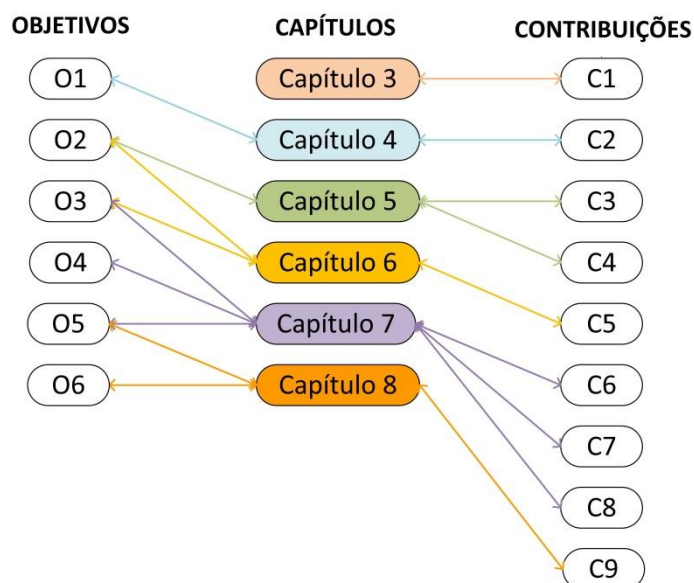 OBJETIVOS CAPÍTULOS CONTRIBUIÇÕES
O1 Capítulo 3 C1
O2 Capítulo 4 C2
O3 Capítulo 5 C3
O4 Capítulo 6 C4
O5 Capítulo 7 C5
O6 Capítulo 8 C6
C7
C8
C9